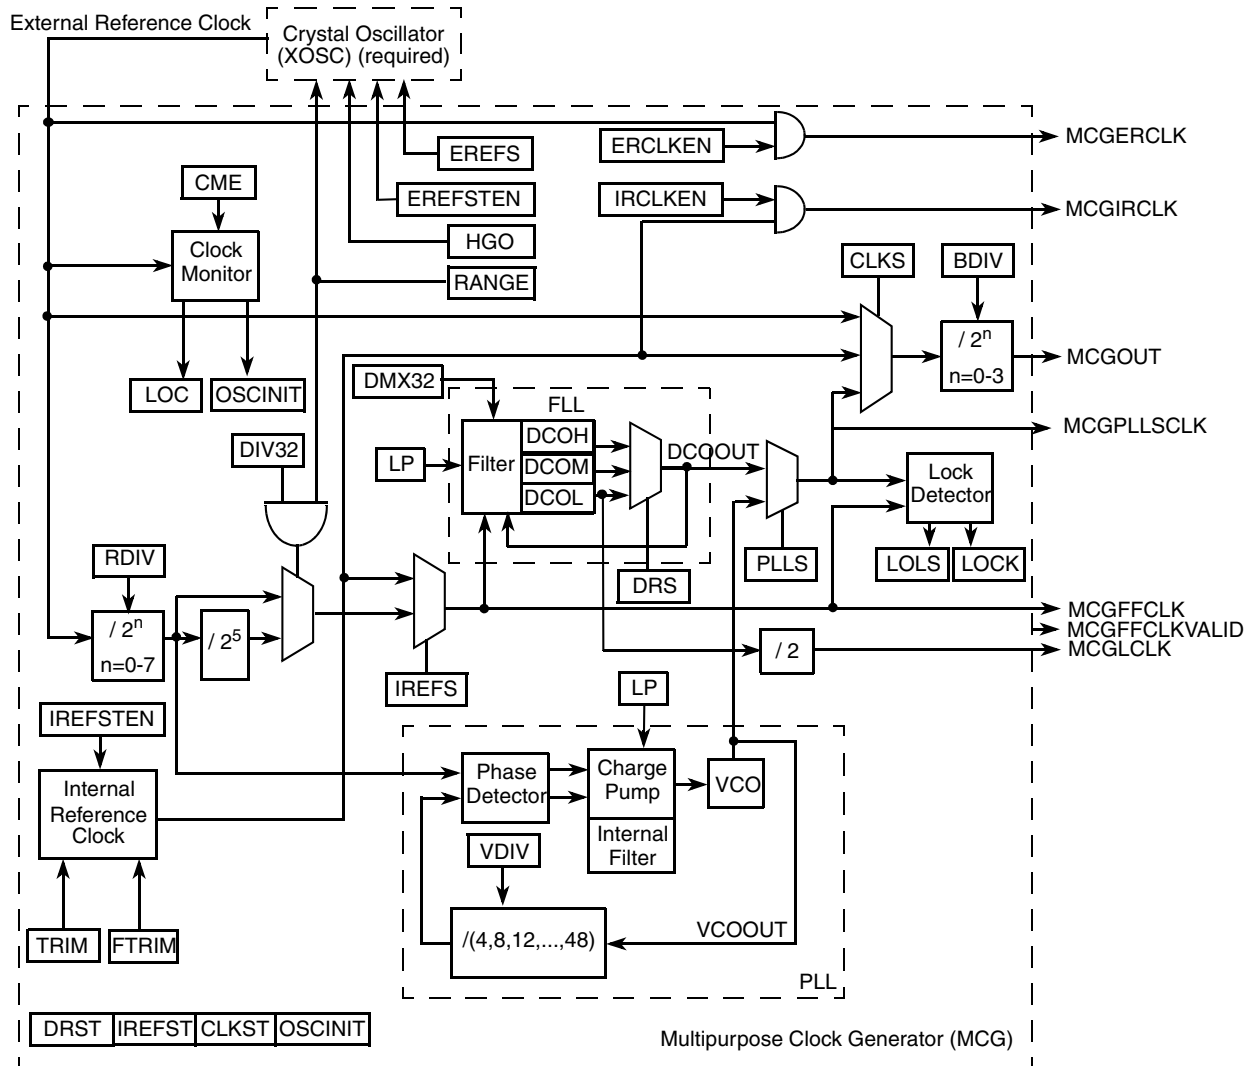 External Reference Clock
Crystal Oscillator
(XOSC) (required)
EREFS
ERCLKEN
MCGERCLK
CME
EREFSTEN
IRCLKEN
MCGIRCLK
Clock
Monitor
HGO
RANGE
CLKS
BDIV
/ 2n
n=0-3
MCGOUT
LOC
OSCINIT
DMX32
FLL
MCGPLLSCLK
DIV32
LP
Filter
DCOH
DCOM
DCOL
DCOOUT
Lock
Detector
RDIV
DRS
PLLS
LOLS
LOCK
/ 2n
n=0-7
/ 25
MCGFFCLK
MCGFFCLKVALID
MCGLCLK
/ 2
IREFS
LP
IREFSTEN
Internal
Reference
Clock
Phase
Detector
Charge
Pump
Internal
Filter
VCO
VDIV
TRIM
FTRIM
/(4,8,12,...,48)
VCOOUT
PLL
DRST IREFST CLKST OSCINIT
Multipurpose Clock Generator (MCG)